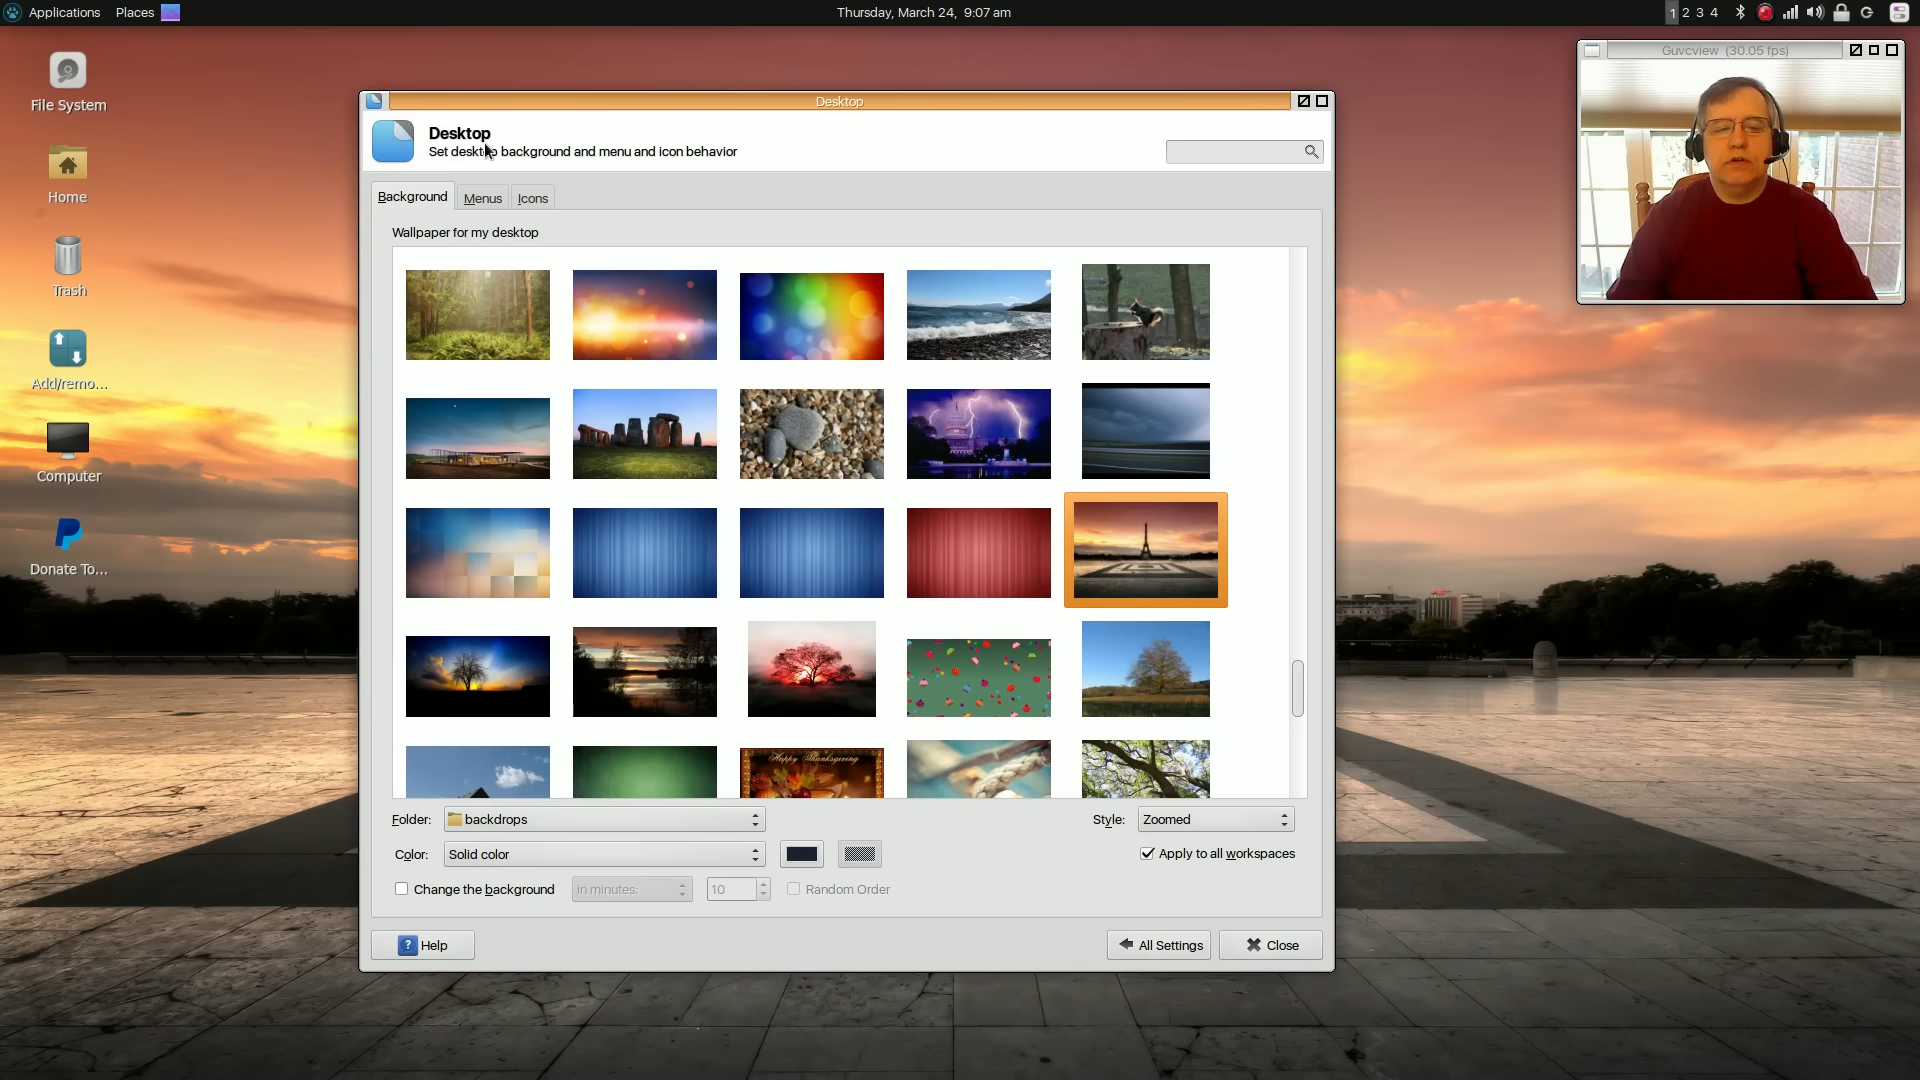 Applications Places
Thursday, March 24, 9:07 am
1 2 3 4
File System
Home
Trash
Add/remo...
Computer
Donate To...
Guvcview (30.05 fps)
Desktop
Desktop
Set desktop background and menu and icon behavior
Background Menus Icons
Wallpaper for my desktop
Happy Thanksgiving
Folder: backdrops Style: Zoomed
Color: Solid color Apply to all workspaces
Change the background in minutes: 10 Random Order
? Help All Settings Close